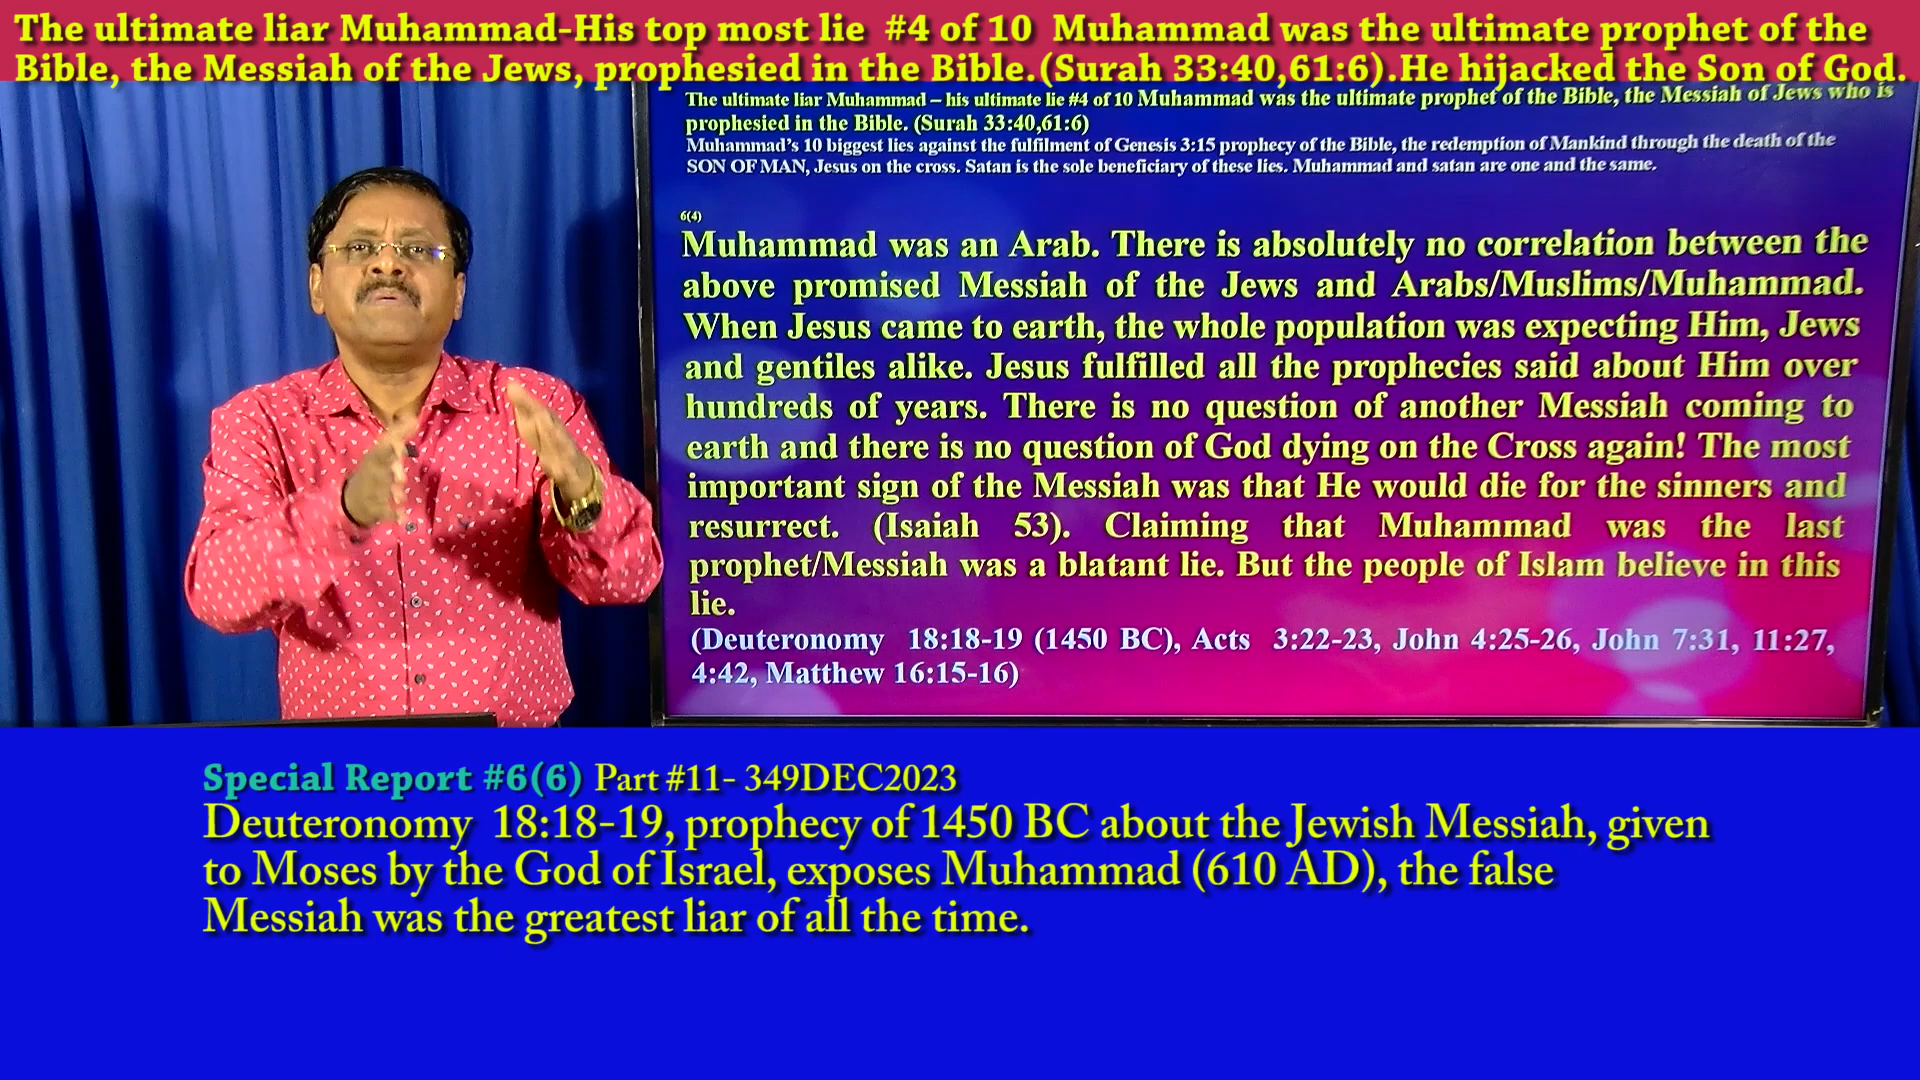 The ultimate liar Muhammad-His top most lie #4 of 10 Muhammad was the ultimate prophet of the
Bible, the Messiah of the Jews, prophesied in the Bible.(Surah 33:40,61:6).He hijacked the Son of God.
The ultimate liar Muhammad – his ultimate lie #4 of 10 Muhammad was the ultimate prophet of the Bible, the Messiah of Jews who is
prophesied in the Bible. (Surah 33:40,61:6)
Muhammad's 10 biggest lies against the fulfilment of Genesis 3:15 prophecy of the Bible, the redemption of Mankind through the death of the
SON OF MAN, Jesus on the cross. Satan is the sole beneficiary of these lies. Muhammad and satan are one and the same.
6(4)
Muhammad was an Arab. There is absolutely no correlation between the
above promised Messiah of the Jews and Arabs/Muslims/Muhammad.
When Jesus came to earth, the whole population was expecting Him, Jews
and gentiles alike. Jesus fulfilled all the prophecies said about Him over
hundreds of years. There is no question of another Messiah coming to
earth and there is no question of God dying on the Cross again! The most
important sign of the Messiah was that He would die for the sinners and
resurrect. (Isaiah 53). Claiming that Muhammad was the last
prophet/Messiah was a blatant lie. But the people of Islam believe in this
lie.
(Deuteronomy 18:18-19 (1450 BC), Acts 3:22-23, John 4:25-26, John 7:31, 11:27,
4:42, Matthew 16:15-16)
Special Report #6(6) Part #11- 349DEC2023
Deuteronomy 18:18-19, prophecy of 1450 BC about the Jewish Messiah, given
to Moses by the God of Israel, exposes Muhammad (610 AD), the false
Messiah was the greatest liar of all the time.